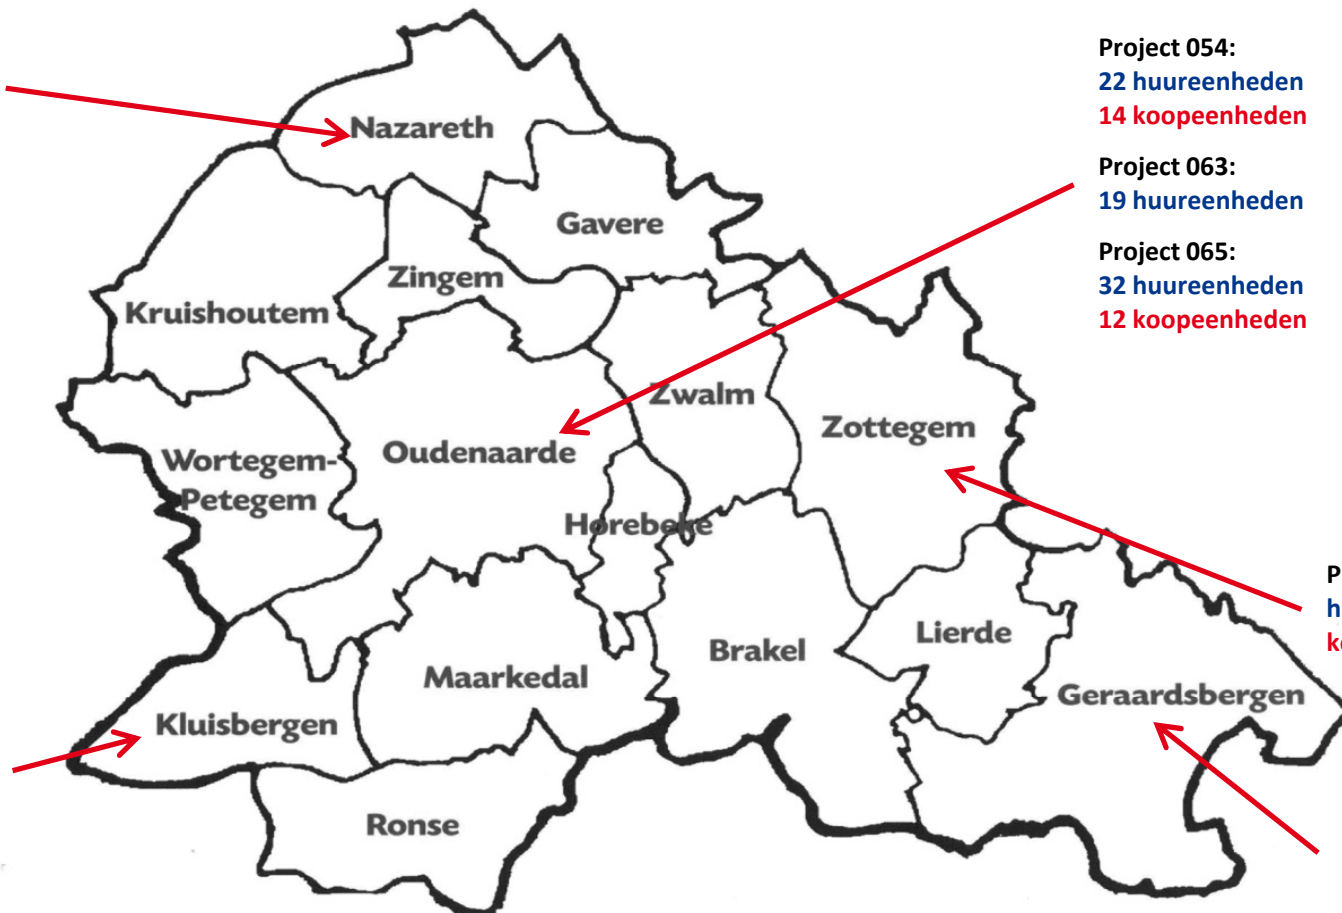 Project 054:
22 huureenheden
14 koopeenheden
Project 063:
19 huureenheden
Project 065:
32 huureenheden
12 koopeenheden
Nazareth
Gavere
Zingem
Kruishoutem
Zwalm
Zottegem
Oudenaarde
Wortegem-
Petegem
Horebeke
Lierde
Brakel
Maarkedal
Geraardsbergen
Kluisbergen
Ronse